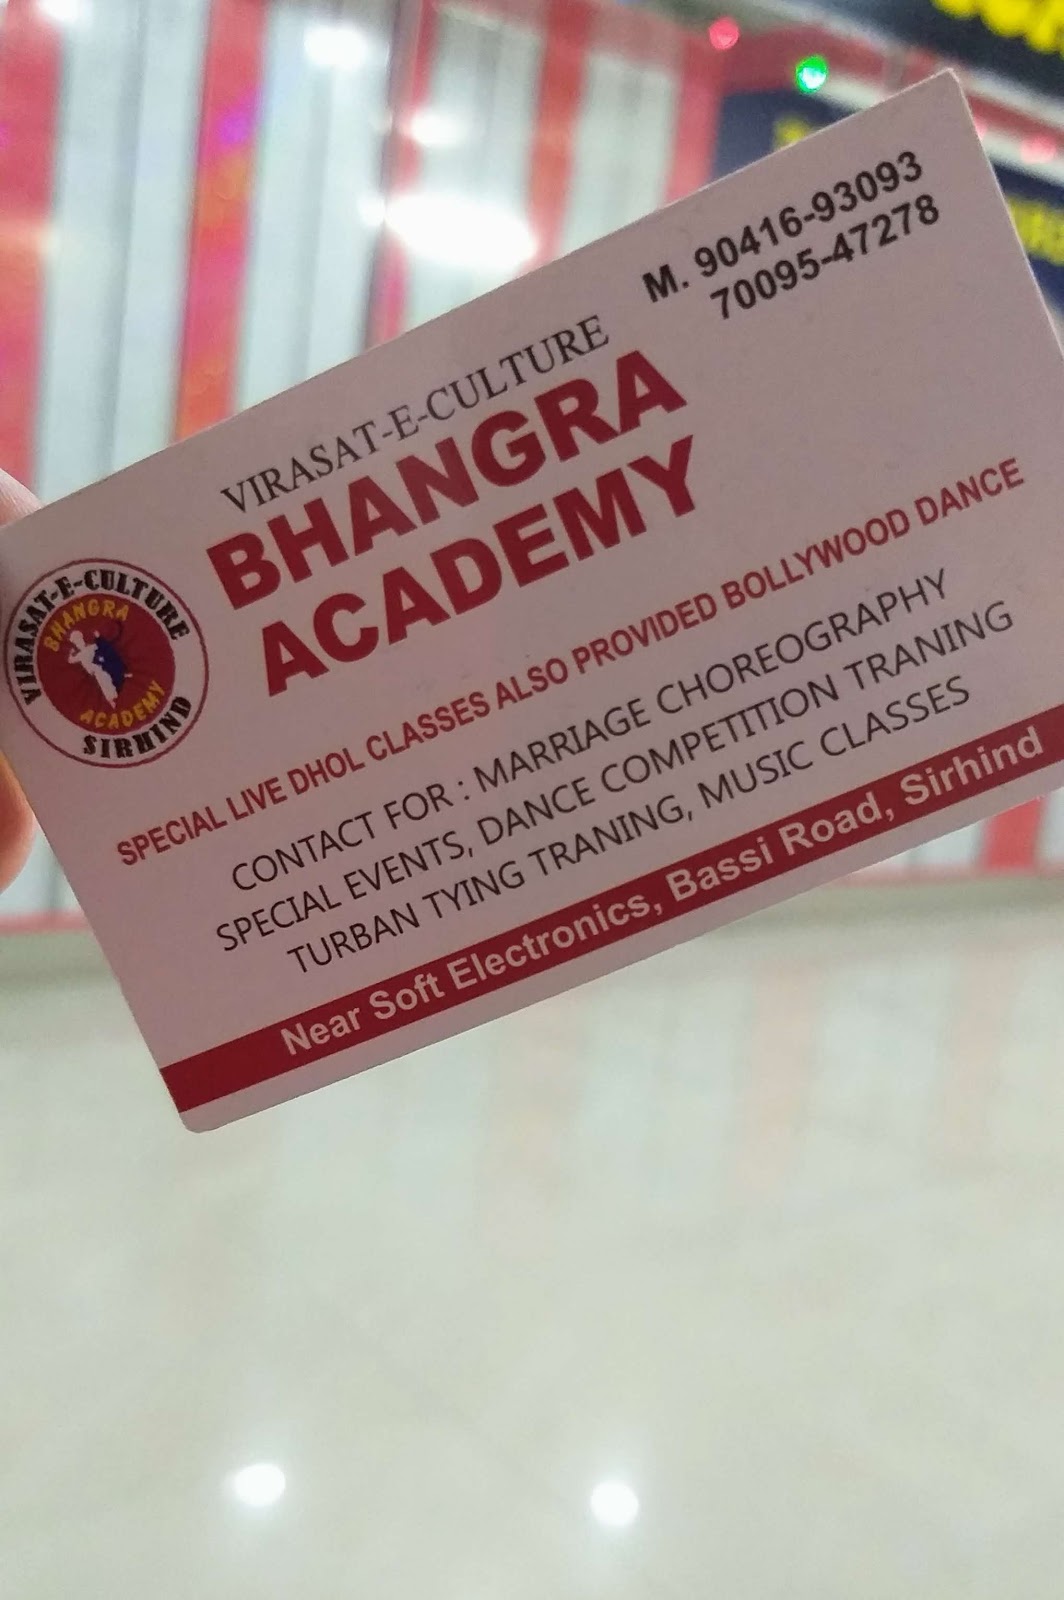 M. 90416-93093
70095-47278
VIRASAT-E-CULTURE
BHANGRA
ACADEMY
VIRASAT-E-CULTURE
BHANGRA
ACADEMY
SIRHIND
SPECIAL LIVE DHOL CLASSES ALSO PROVIDED BOLLYWOOD DANCE
CONTACT FOR : MARRIAGE CHOREOGRAPHY
SPECIAL EVENTS, DANCE COMPETITION TRANING
TURBAN TYING TRANING, MUSIC CLASSES
Near Soft Electronics, Bassi Road, Sirhind